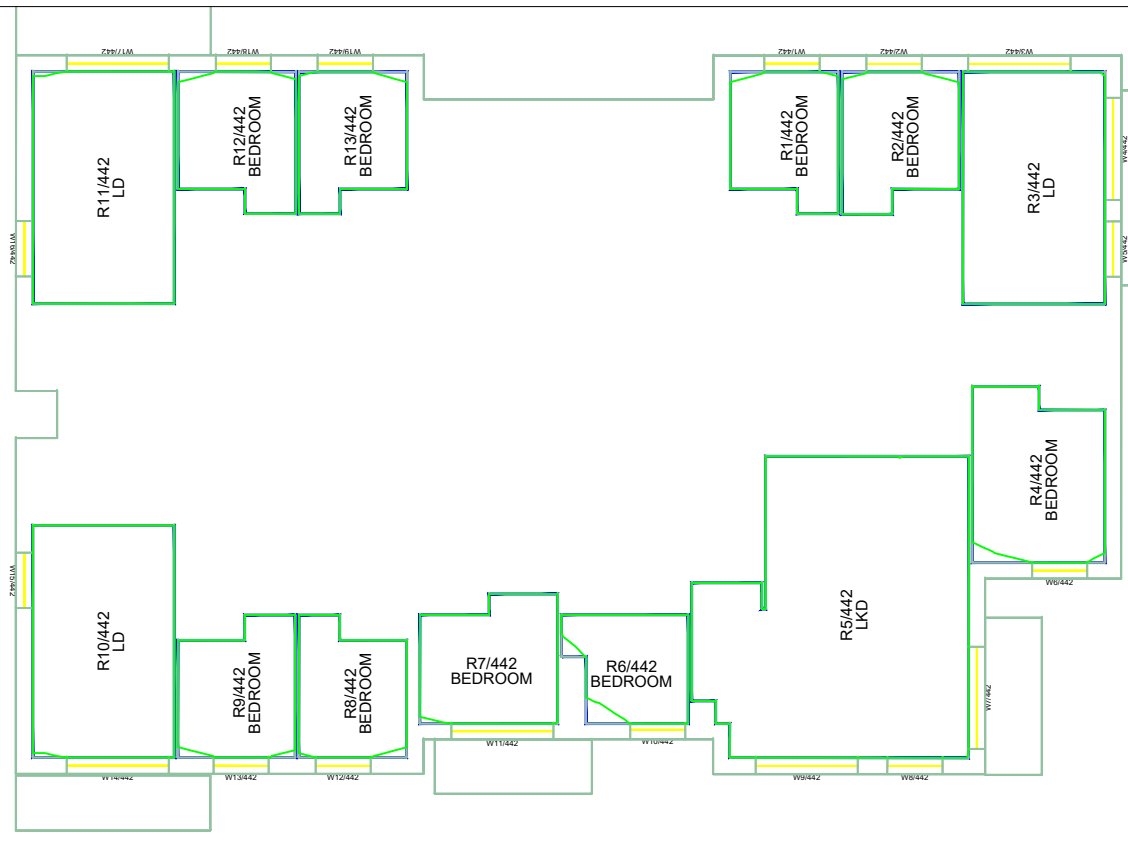 W17/442
W18/442
W19/442
W1/442
W2/442
W3/442
R11/442
LD
R12/442
BEDROOM
R13/442
BEDROOM
R1/442
BEDROOM
R2/442
BEDROOM
R3/442
LD
W4/442
W16/442
W5/442
R4/442
BEDROOM
W6/442
W15/442
R10/442
LD
R9/442
BEDROOM
R8/442
BEDROOM
R7/442
BEDROOM
R6/442
BEDROOM
R5/442
LKD
W7/442
W14/442
W13/442
W12/442
W11/442
W10/442
W9/442
W8/442